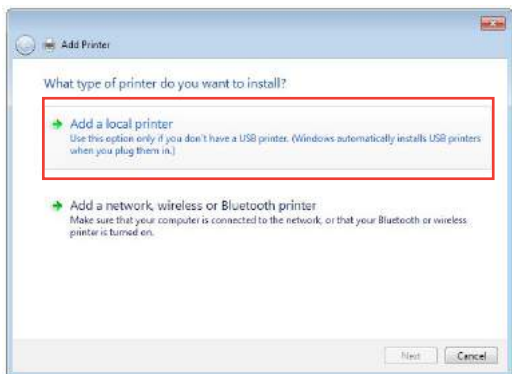 Add Printer
What type of printer do you want to install?
Add a local printer
Use this option only if you don't have a USB printer. (Windows automatically installs USB printers
when you plug them in.)
Add a network, wireless or Bluetooth printer
Make sure that your computer is connected to the network, or that your Bluetooth or wireless
printer is turned on.
Next Cancel